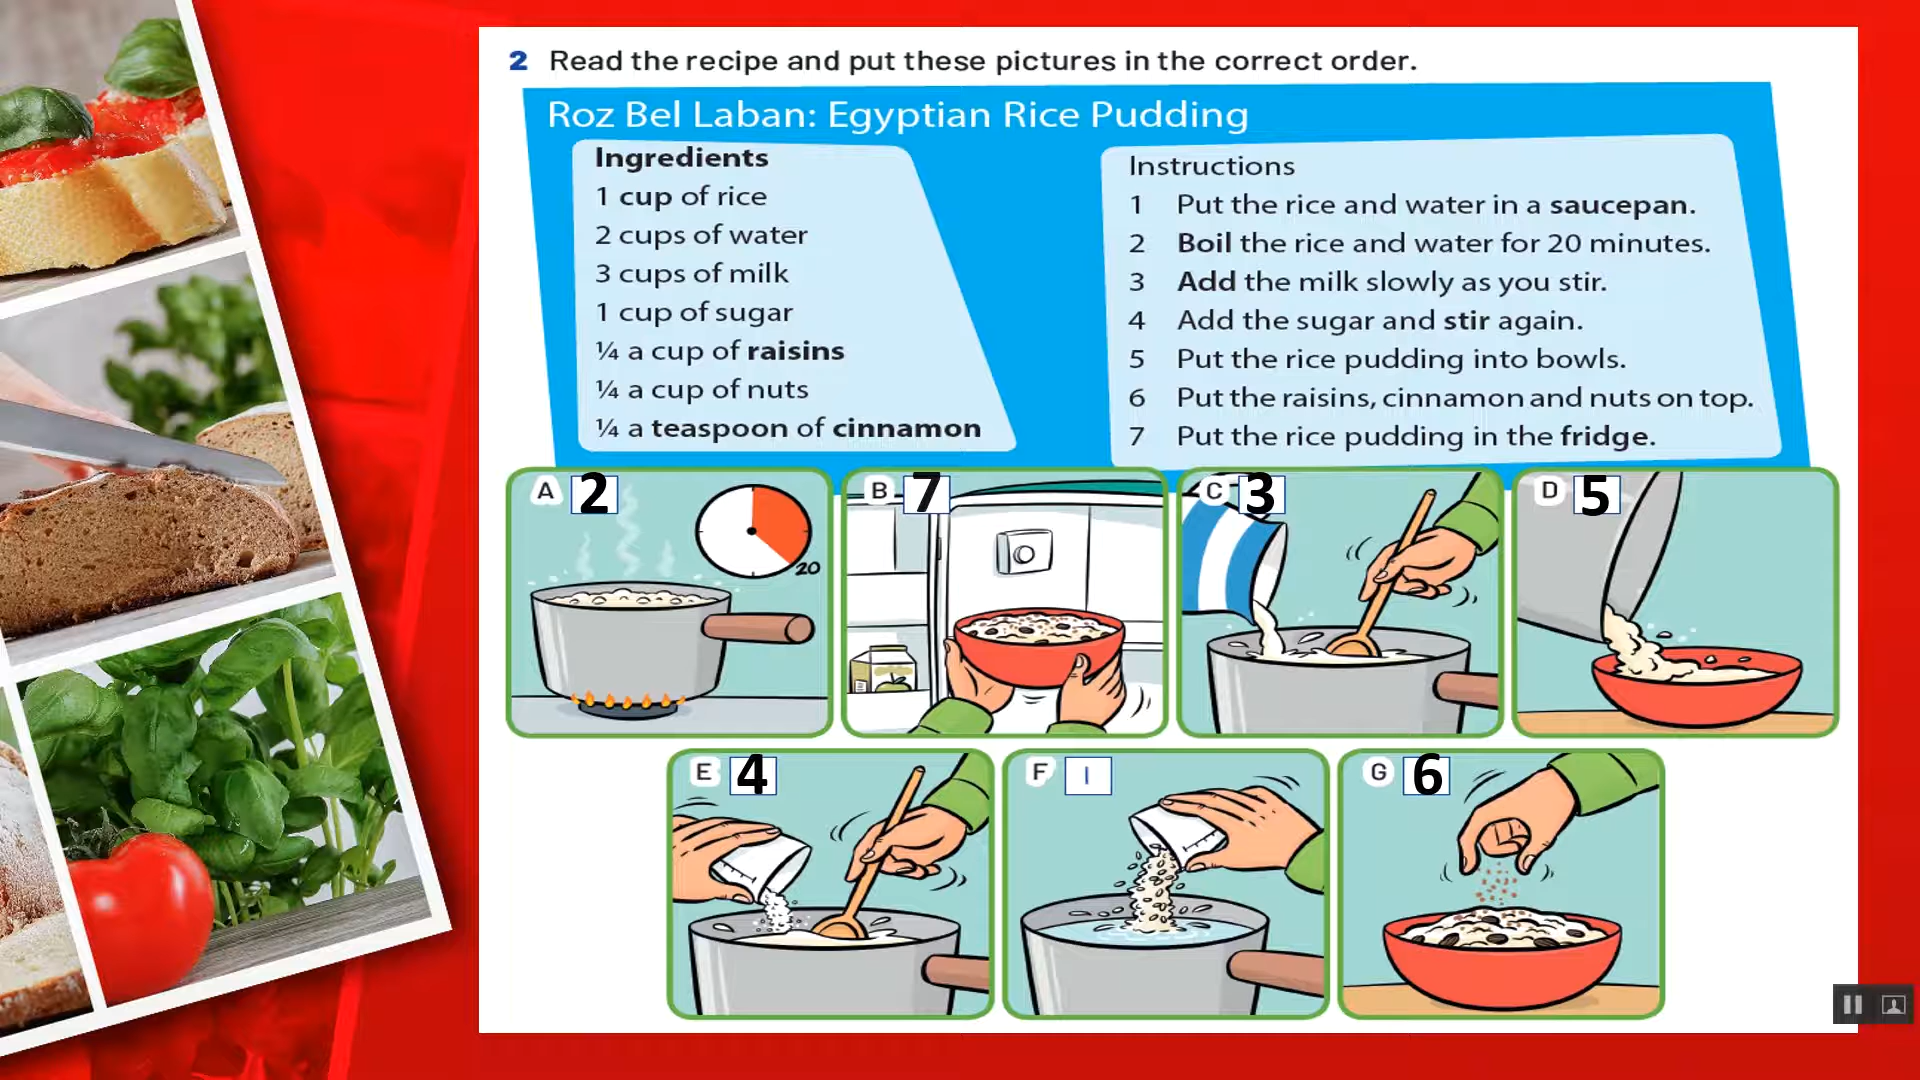 2 Read the recipe and put these pictures in the correct order.
Roz Bel Laban: Egyptian Rice Pudding
Ingredients
1 cup of rice
2 cups of water
3 cups of milk
1 cup of sugar
¼ a cup of raisins
¼ a cup of nuts
¼ a teaspoon of cinnamon
Instructions
1 Put the rice and water in a saucepan.
2 Boil the rice and water for 20 minutes.
3 Add the milk slowly as you stir.
4 Add the sugar and stir again.
5 Put the rice pudding into bowls.
6 Put the raisins, cinnamon and nuts on top.
7 Put the rice pudding in the fridge.
A 2
20
B 7
C 3
D 5
E 4
F 1
G 6